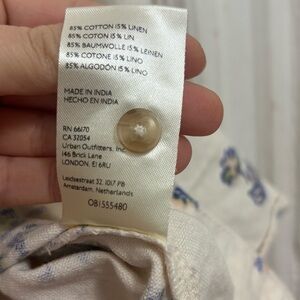 85% COTTON 15% LINEN
85% COTON 15% LIN
85% BAUMWOLLE 15% LEINEN
85% COTONE 15% LINO
85% ALGODÓN 15% LINO
MADE IN INDIA
HECHO EN INDIA
RN 66170
CA 32054
Urban Outfitters, Inc
146 Brick Lane
LONDON, E1 6RU
Leidsestraat 32, 1017 PB
Amsterdam, Netherlands
OB1555480